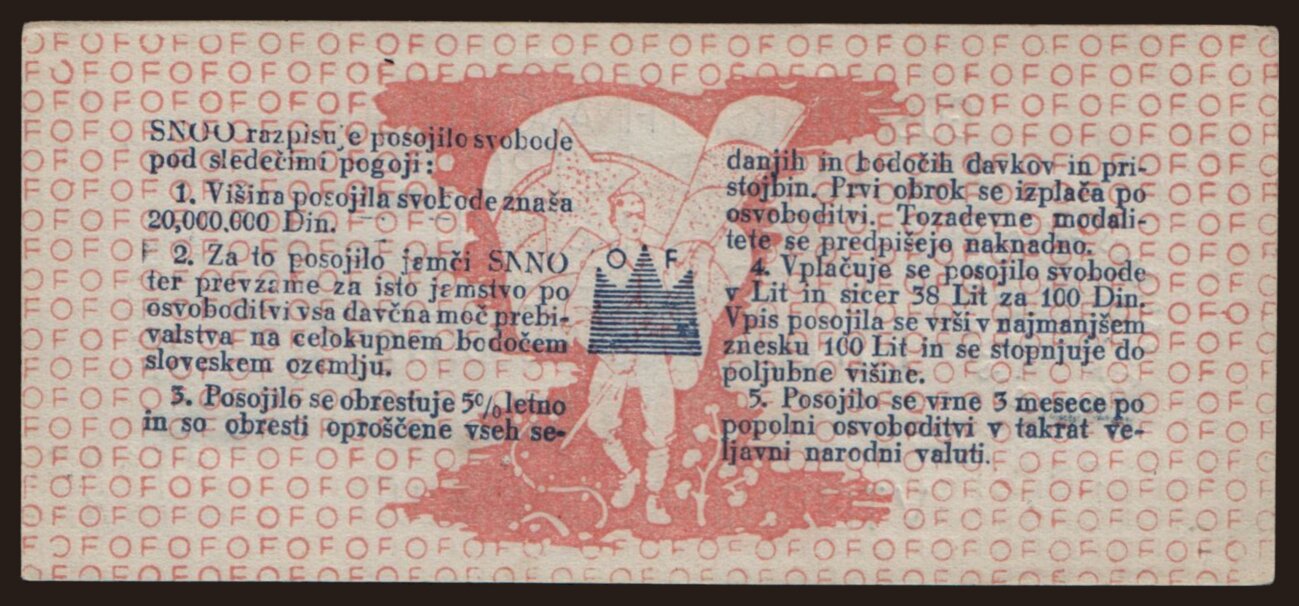 SNOO razpisuje posojilo svobode
pod sledečimi pogoji:
1. Višina posojila svobode znaša
20,000.000 Din.
2. Za to posojilo jamči SNNO
ter prevzame za isto jamstvo po
osvoboditvi vsa davčna moč prebi-
valstva na celokupnem bodočem
sloveskem ozemlju.
3. Posojilo se obrestuje 5% letno
in so obresti oproščene vseh se-
O F
danjih in bodočih davkov in pri-
stojbin. Prvi obrok se izplača po
osvoboditvi. Tozadevne modali-
tete se predpišejo naknadno.
4. Vplačuje se posojilo svobode
v Lit in sicer 38 Lit za 100 Din.
Vpis posojila se vrši v najmanjšem
znesku 100 Lit in se stopnjuje do
poljubne višine.
5. Posojilo se vrne 3 mesece po
popolni osvoboditvi v takrat ve-
ljavni narodni valuti.